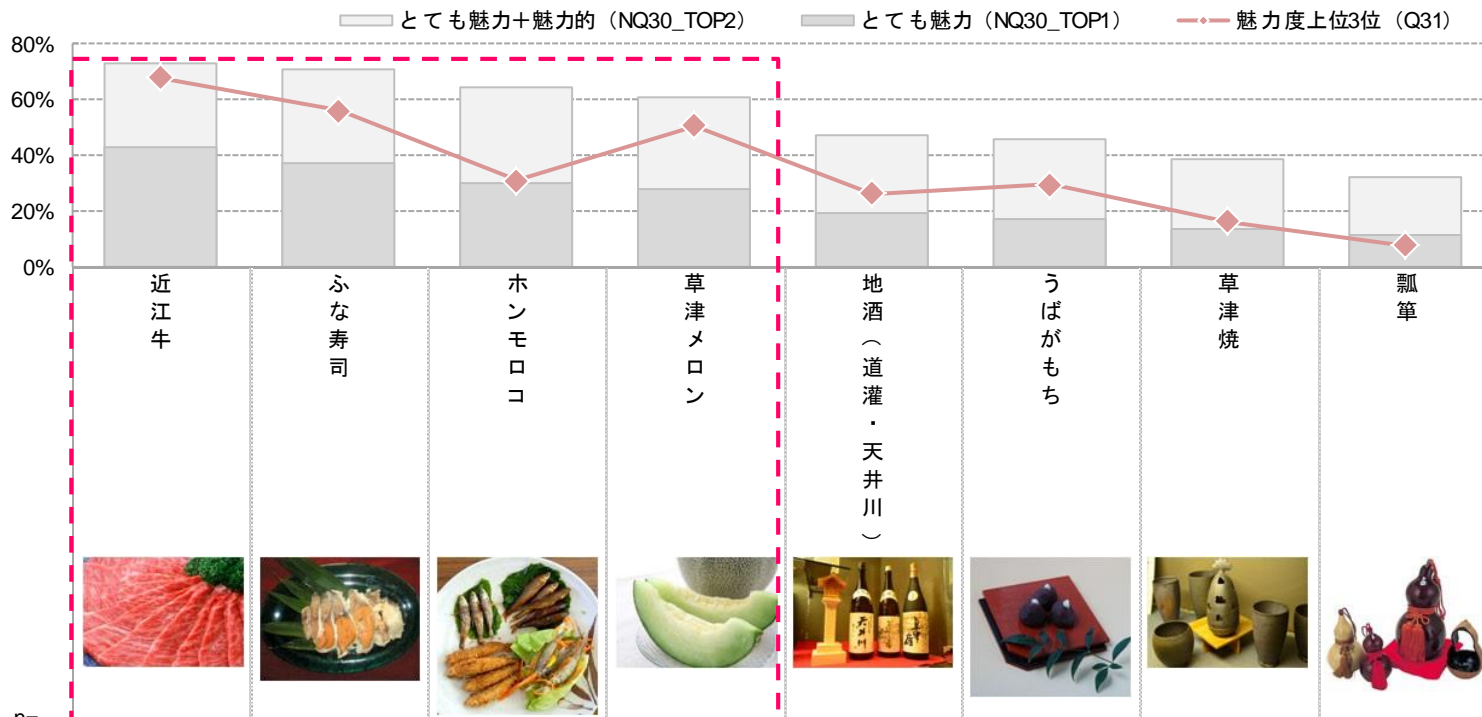 とても魅力＋魅力的（NQ30_TOP2）
とても魅力（NQ30_TOP1）
魅力度上位3位（Q31）
80%
60%
40%
20%
0%
近江牛
ふな寿司
ホンモロコ
草津メロン
地酒（道灌・天井川）
うばがもち
草津焼
瓢箪
天井川
n=